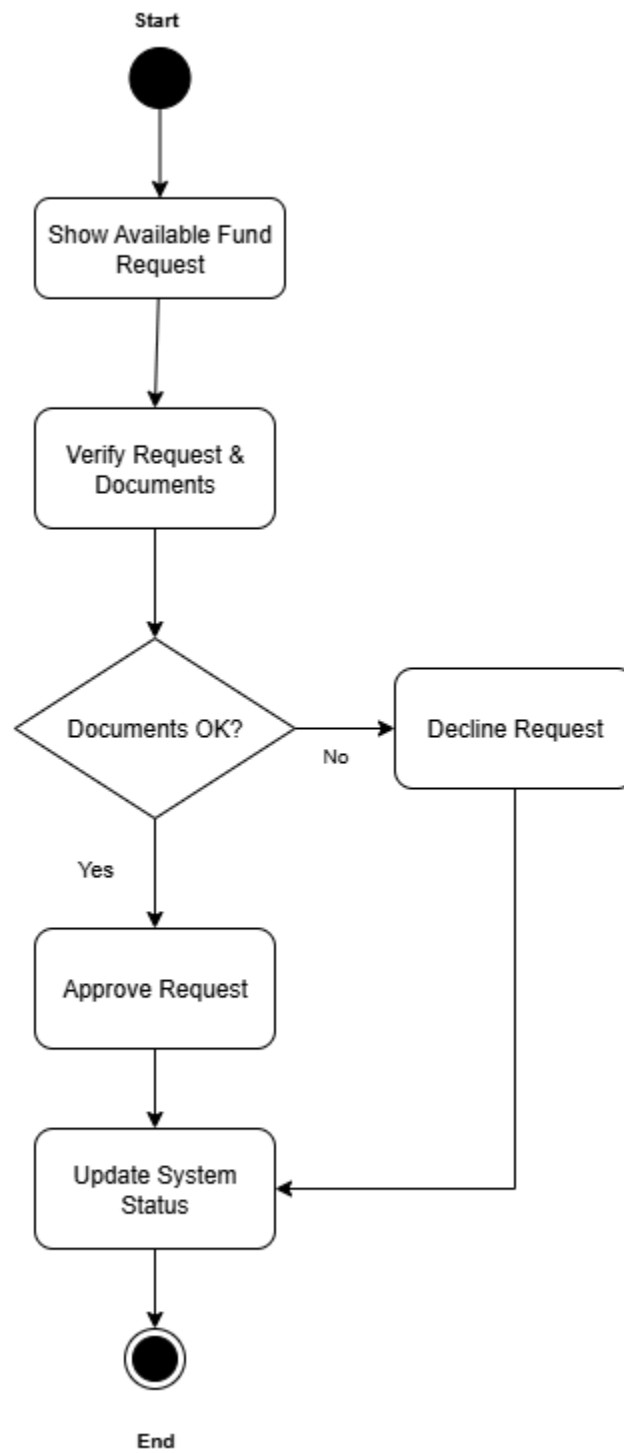 Start
Show Available Fund
Request
Verify Request &
Documents
Documents OK?
No
Decline Request
Yes
Approve Request
Update System
Status
End